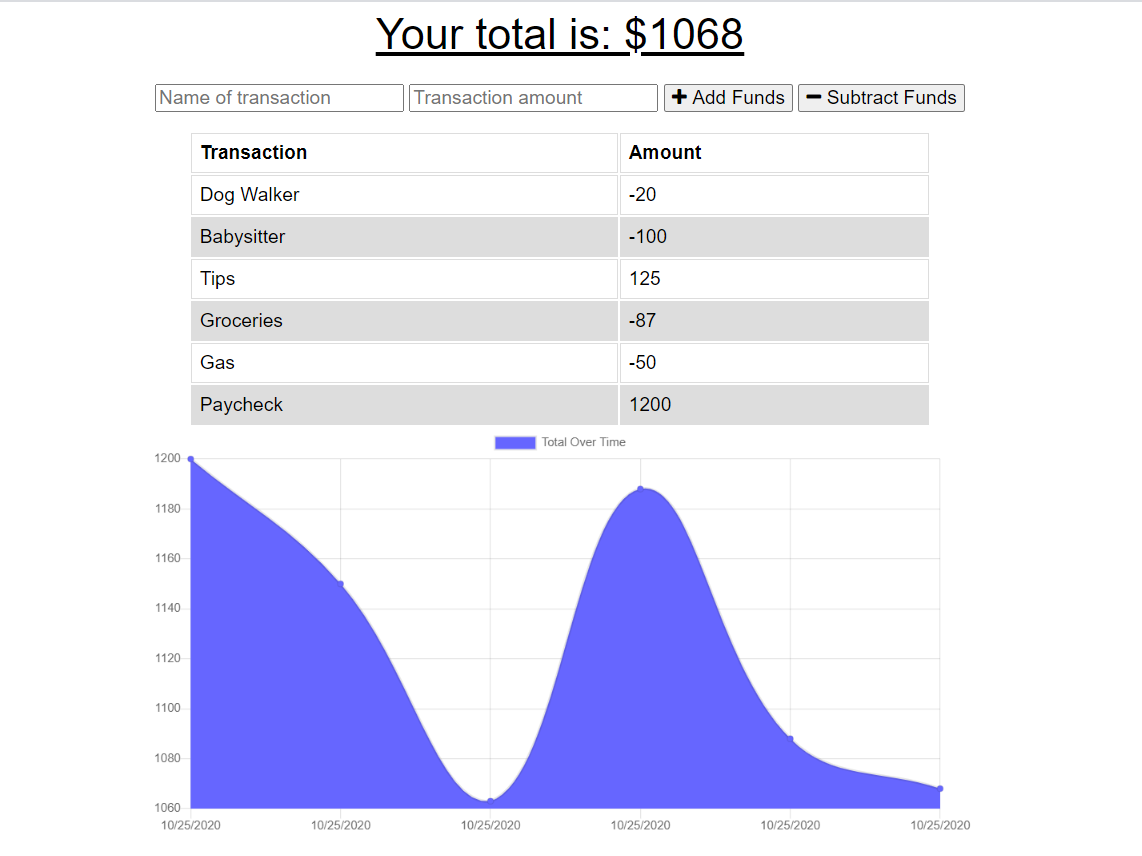 Your total is: $1068
Name of transaction Transaction amount + Add Funds − Subtract Funds
Transaction Amount
Dog Walker -20
Babysitter -100
Tips 125
Groceries -87
Gas -50
Paycheck 1200
Total Over Time
1200
1180
1160
1140
1120
1100
1080
1060
10/25/2020 10/25/2020 10/25/2020 10/25/2020 10/25/2020 10/25/2020